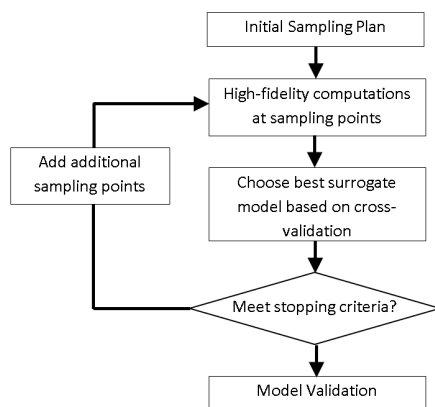 Initial Sampling Plan
High-fidelity computations
at sampling points
Add additional
sampling points
Choose best surrogate
model based on cross-
validation
Meet stopping criteria?
Model Validation